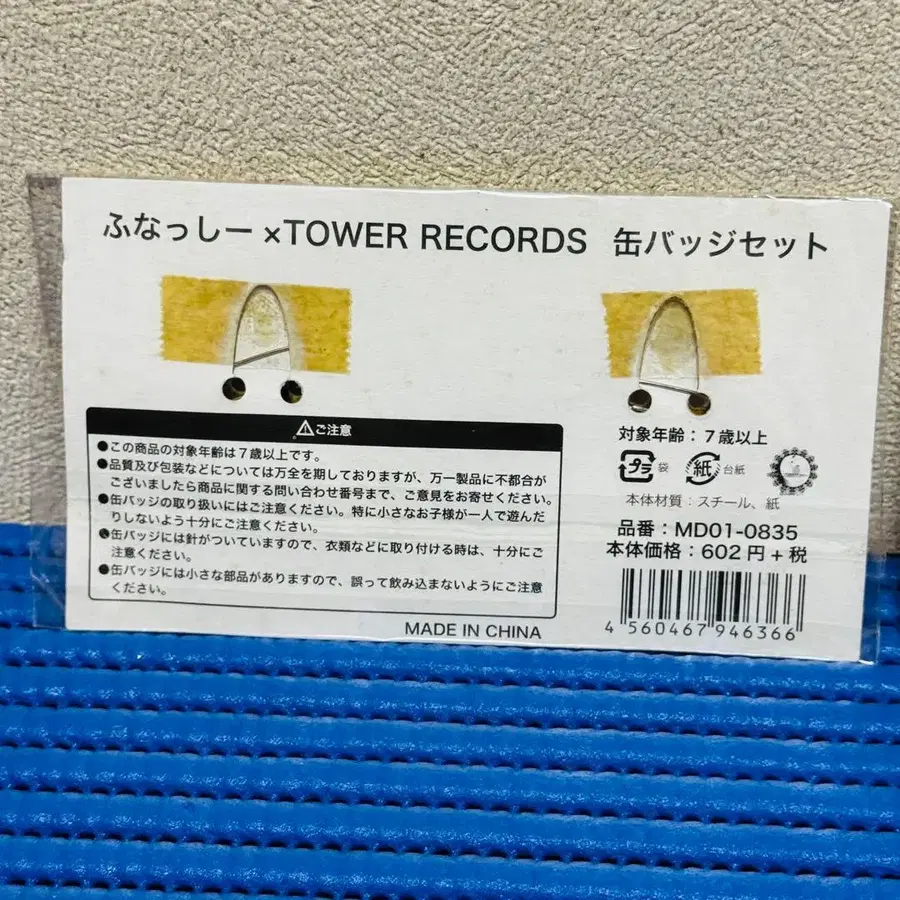 ふなっしー ×TOWER RECORDS 缶バッジセット
ご注意
●この商品の対象年齢は７歳以上です。
●品質及び包装などについては万全を期しておりますが、万一製品に不都合が
ございましたら商品に関する問い合わせ番号まで、ご意見をお寄せください。
●缶バッジの取り扱いにはご注意ください。特に小さなお子様が一人で遊んだ
りしないよう十分にご注意ください。
●缶バッジには針がついていますので、衣類などに取り付ける時は、十分にご
注意ください。
●缶バッジには小さな部品がありますので、誤って飲み込まないようにご注意
ください。
MADE IN CHINA
対象年齢：７歳以上
プラ 袋 紙 台紙
本体材質：スチール、紙
品番：MD01-0835
本体価格：602円＋税
4 560467 946366